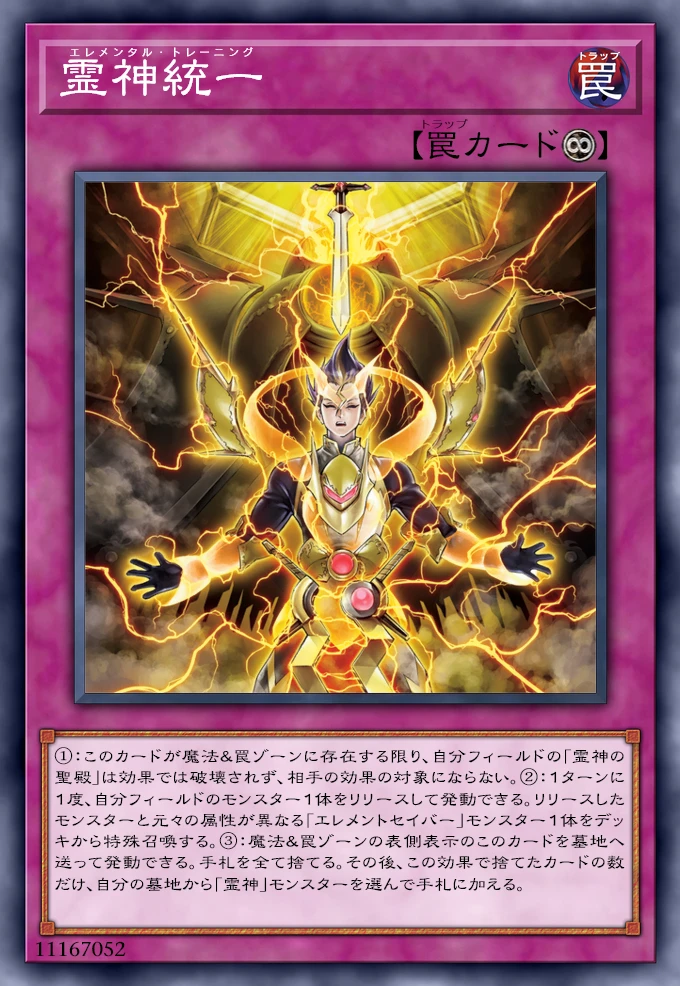 エレメンタル・トレーニング
霊神統一
トラップ
罠
トラップ
【罠カード♾】
①：このカードが魔法&罠ゾーンに存在する限り、自分フィールドの「霊神の
聖殿」は効果では破壊されず、相手の効果の対象にならない。②：1ターンに
1度、自分フィールドのモンスター1体をリリースして発動できる。リリースした
モンスターと元々の属性が異なる「エレメントセイバー」モンスター1体をデッ
キから特殊召喚する。③：魔法&罠ゾーンの表側表示のこのカードを墓地へ
送って発動できる。手札を全て捨てる。その後、この効果で捨てたカードの数
だけ、自分の墓地から「霊神」モンスターを選んで手札に加える。
11167052